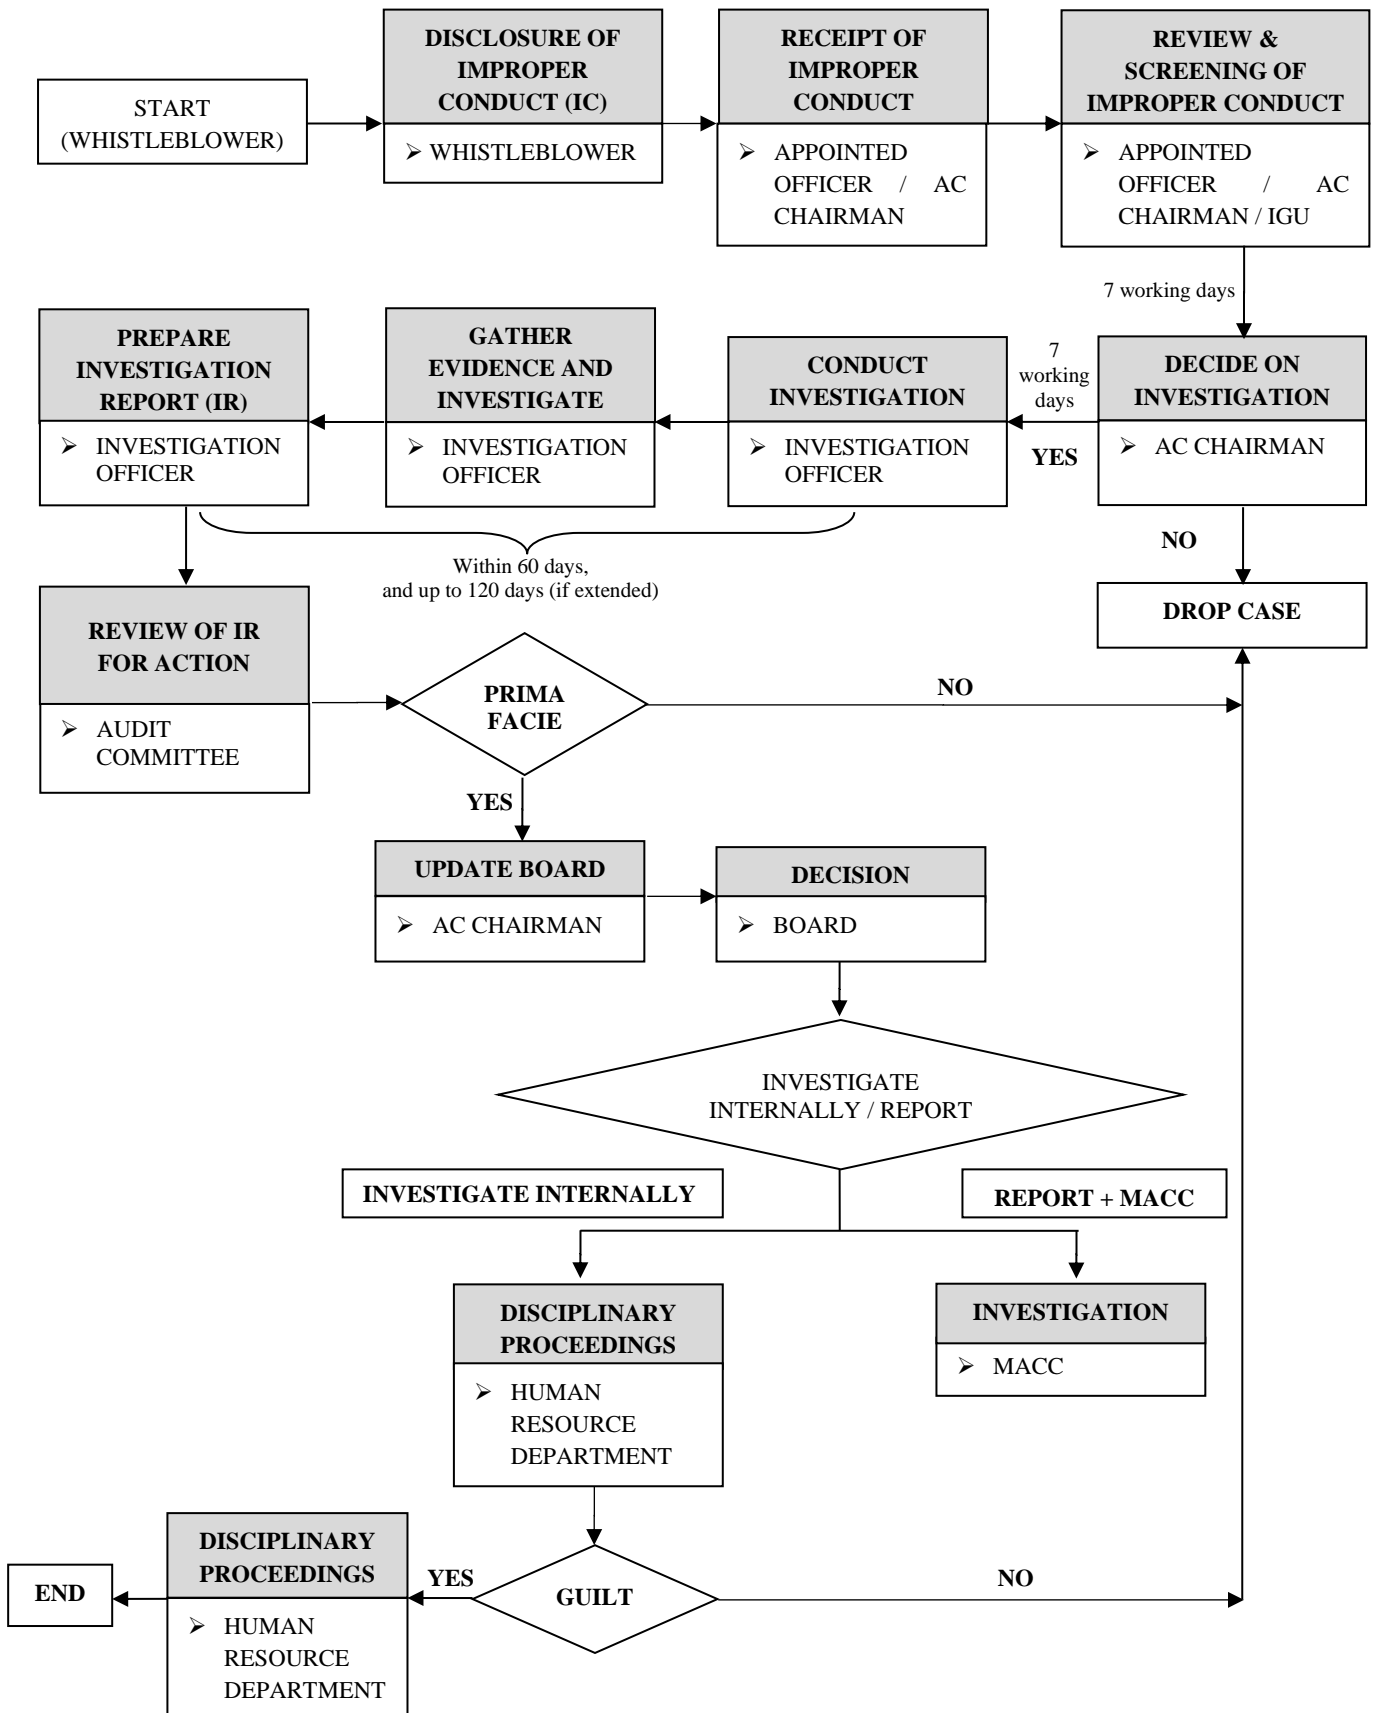 START
(WHISTLEBLOWER)
DISCLOSURE OF
IMPROPER
CONDUCT (IC)
➢ WHISTLEBLOWER
RECEIPT OF
IMPROPER
CONDUCT
➢ APPOINTED
OFFICER / AC
CHAIRMAN
REVIEW &
SCREENING OF
IMPROPER CONDUCT
➢ APPOINTED
OFFICER / AC
CHAIRMAN / IGU
7 working days
DECIDE ON
INVESTIGATION
➢ AC CHAIRMAN
7
working
days
YES
CONDUCT
INVESTIGATION
➢ INVESTIGATION
OFFICER
GATHER
EVIDENCE AND
INVESTIGATE
➢ INVESTIGATION
OFFICER
PREPARE
INVESTIGATION
REPORT (IR)
➢ INVESTIGATION
OFFICER
Within 60 days,
and up to 120 days (if extended)
NO
DROP CASE
REVIEW OF IR
FOR ACTION
➢ AUDIT
COMMITTEE
PRIMA
FACIE
NO
YES
UPDATE BOARD
➢ AC CHAIRMAN
DECISION
➢ BOARD
INVESTIGATE
INTERNALLY / REPORT
INVESTIGATE INTERNALLY
REPORT + MACC
DISCIPLINARY
PROCEEDINGS
➢ HUMAN
RESOURCE
DEPARTMENT
INVESTIGATION
➢ MACC
GUILT
NO
YES
DISCIPLINARY
PROCEEDINGS
➢ HUMAN
RESOURCE
DEPARTMENT
END